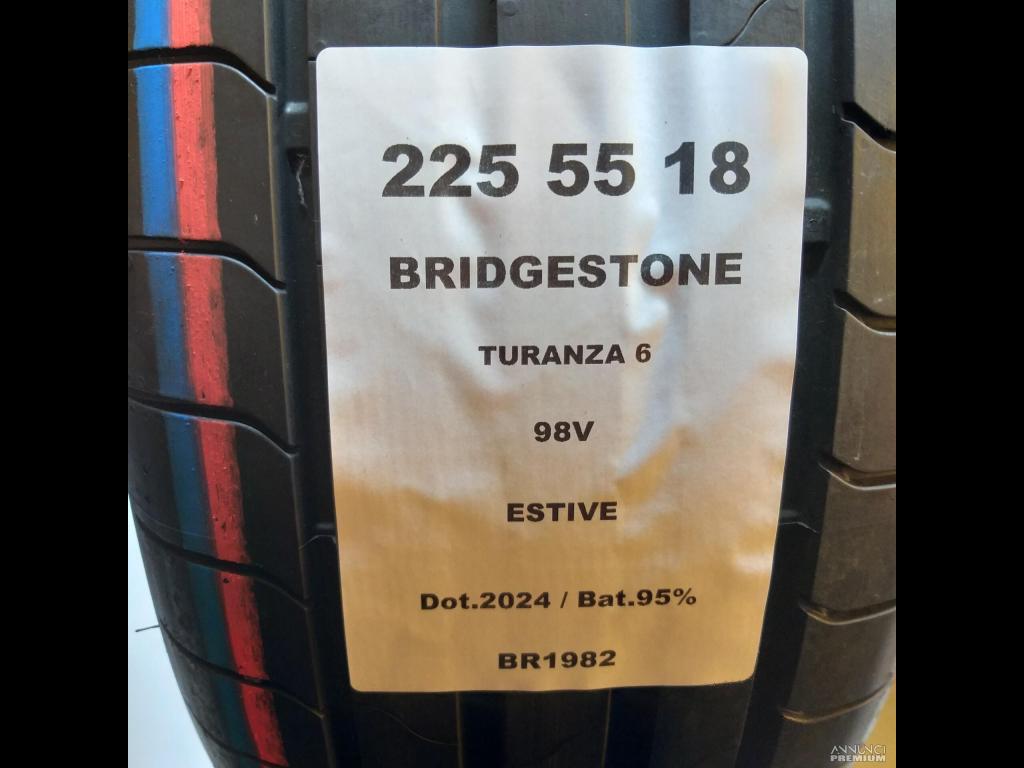 225 55 18
BRIDGESTONE
TURANZA 6
98V
ESTIVE
Dot.2024 / Bat.95%
BR1982
ANNUNCI
PREMIUM